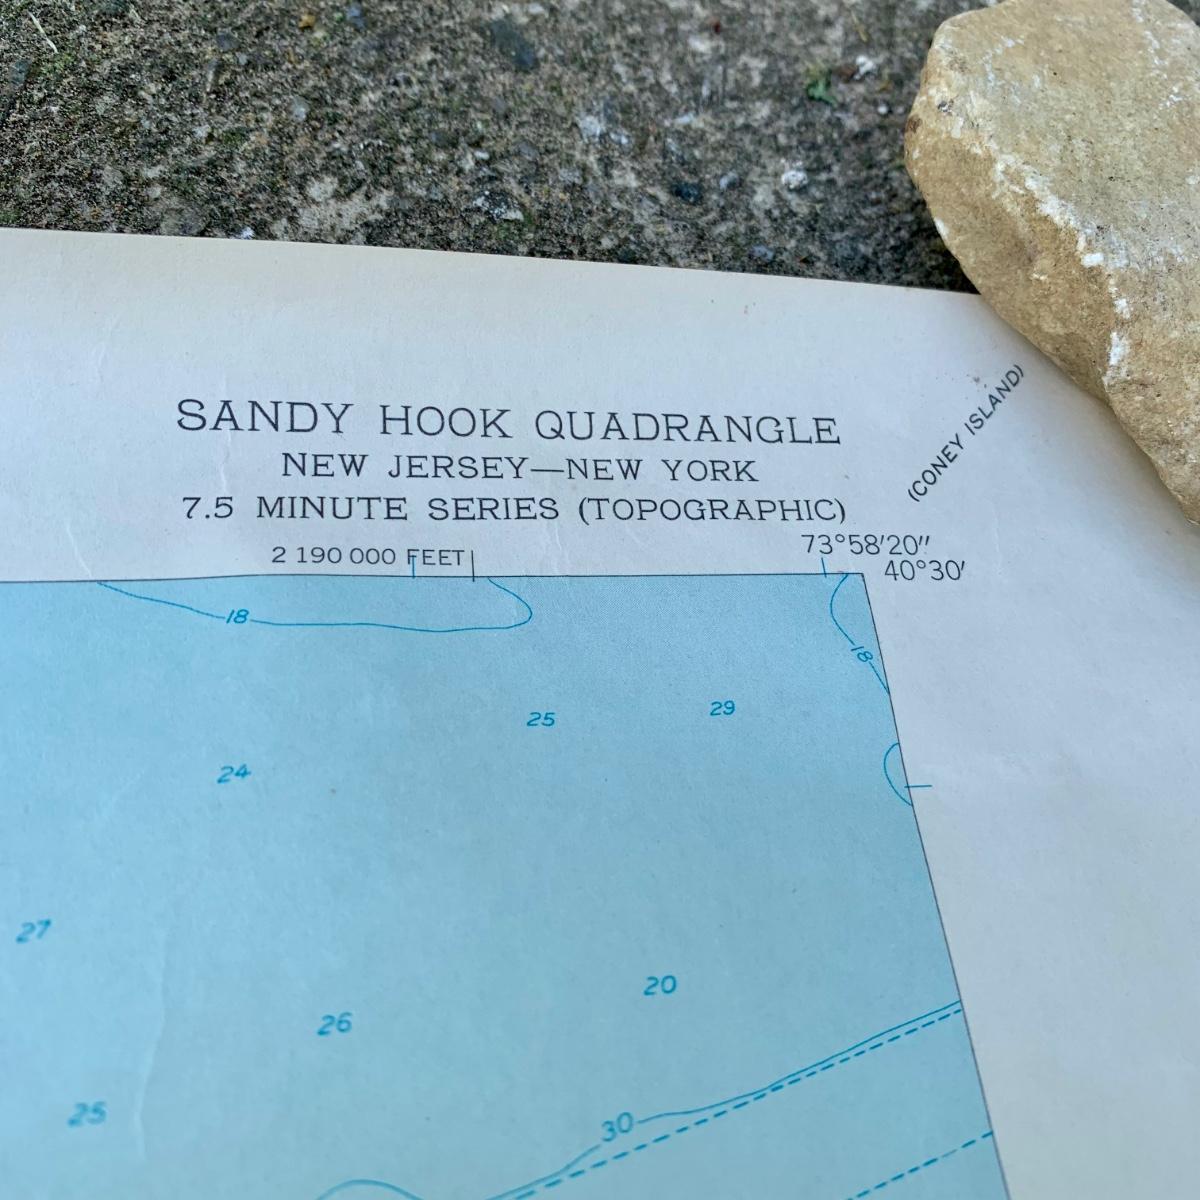 SANDY HOOK QUADRANGLE
NEW JERSEY—NEW YORK
7.5 MINUTE SERIES (TOPOGRAPHIC)
(CONEY ISLAND)
2 190 000 FEET
73°58′20″
40°30′
18
18
25
29
24
27
20
26
25
30